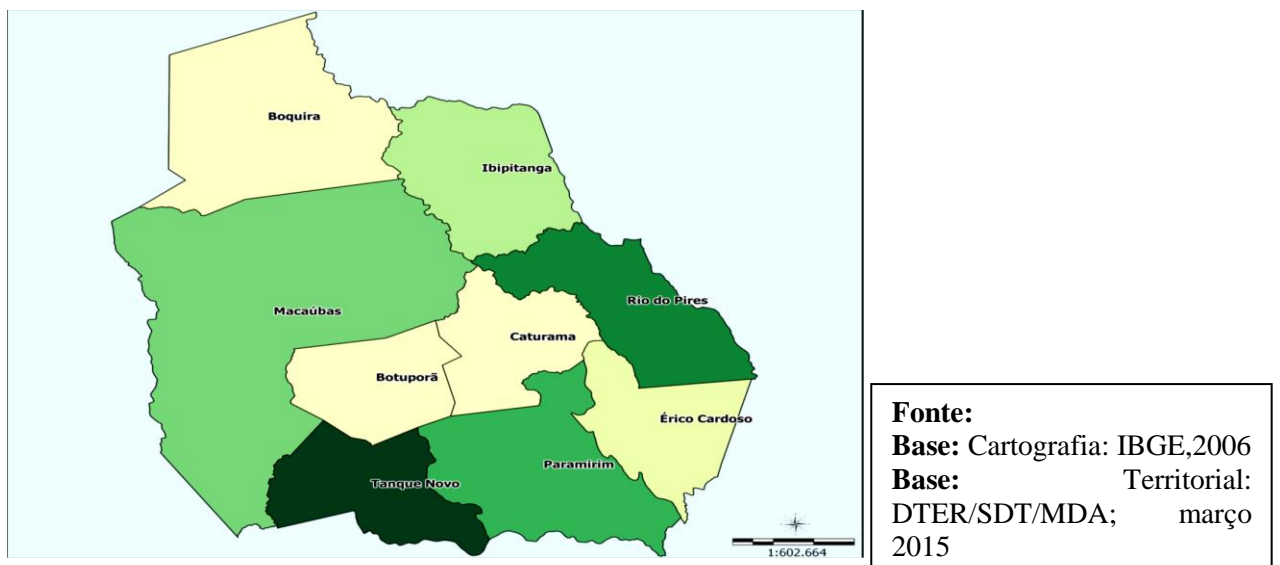 Boquira
Ibipitanga
Rio do Pires
Macaúbas
Caturama
Botuporã
Érico Cardoso
Paramirim
Tanque Novo
1:602.664
Fonte:
Base: Cartografia: IBGE,2006
Base: Territorial:
DTER/SDT/MDA; março
2015